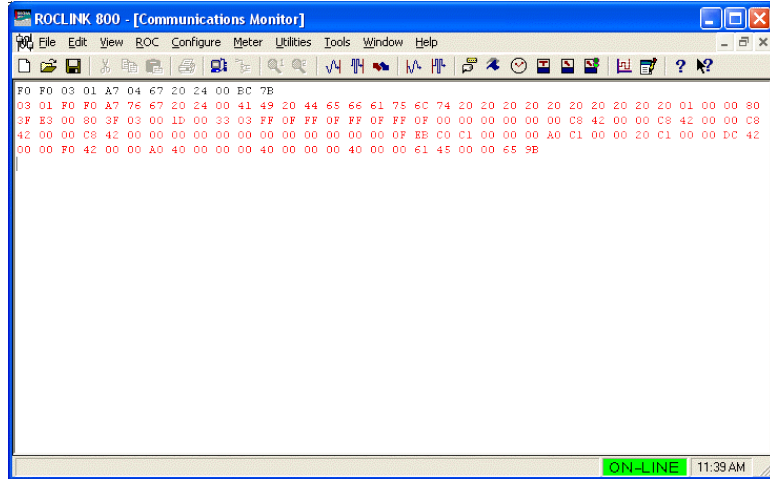 ROCLINK 800 - [Communications Monitor]
File Edit View ROC Configure Meter Utilities Tools Window Help
F0 F0 03 01 A7 04 67 20 24 00 BC 7B
03 01 F0 F0 A7 76 67 20 24 00 41 49 20 44 65 66 61 75 6C 74 20 20 20 20 20 20 20 20 20 20 01 00 00 80
3F E3 00 80 3F 03 00 1D 00 33 03 FF 0F FF 0F FF 0F FF 0F 00 00 00 00 00 00 C8 42 00 00 C8 42 00 00 C8
42 00 00 C8 42 00 00 00 00 00 00 00 00 00 00 00 00 0F EB C0 C1 00 00 00 A0 C1 00 00 20 C1 00 00 DC 42
00 00 F0 42 00 00 A0 40 00 00 00 40 00 00 00 40 00 00 61 45 00 00 65 9B
ON-LINE 11:39 AM